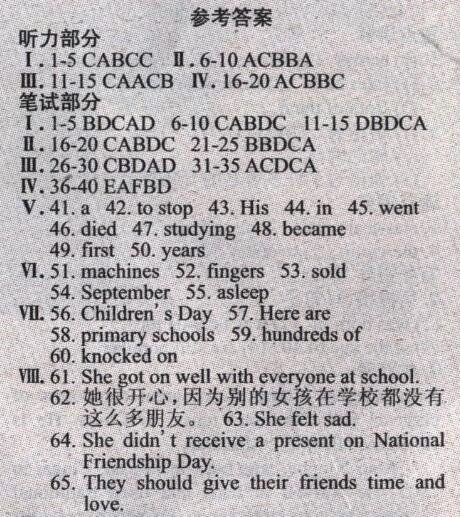 参考答案
听力部分
Ⅰ. 1-5 CABCC Ⅱ. 6-10 ACBBA
Ⅲ. 11-15 CAACB Ⅳ. 16-20 ACBBC
笔试部分
Ⅰ. 1-5 BDCAD 6-10 CABDC 11-15 DBDCA
Ⅱ. 16-20 CABDC 21-25 BBDCA
Ⅲ. 26-30 CBDAD 31-35 ACDCA
Ⅳ. 36-40 EAFBD
Ⅴ. 41. a 42. to stop 43. His 44. in 45. went
46. died 47. studying 48. became
49. first 50. years
Ⅵ. 51. machines 52. fingers 53. sold
54. September 55. asleep
Ⅶ. 56. Children's Day 57. Here are
58. primary schools 59. hundreds of
60. knocked on
Ⅷ. 61. She got on well with everyone at school.
62. 她很开心,因为别的女孩在学校都没有
这么多朋友。 63. She felt sad.
64. She didn't receive a present on National
Friendship Day.
65. They should give their friends time and
love.